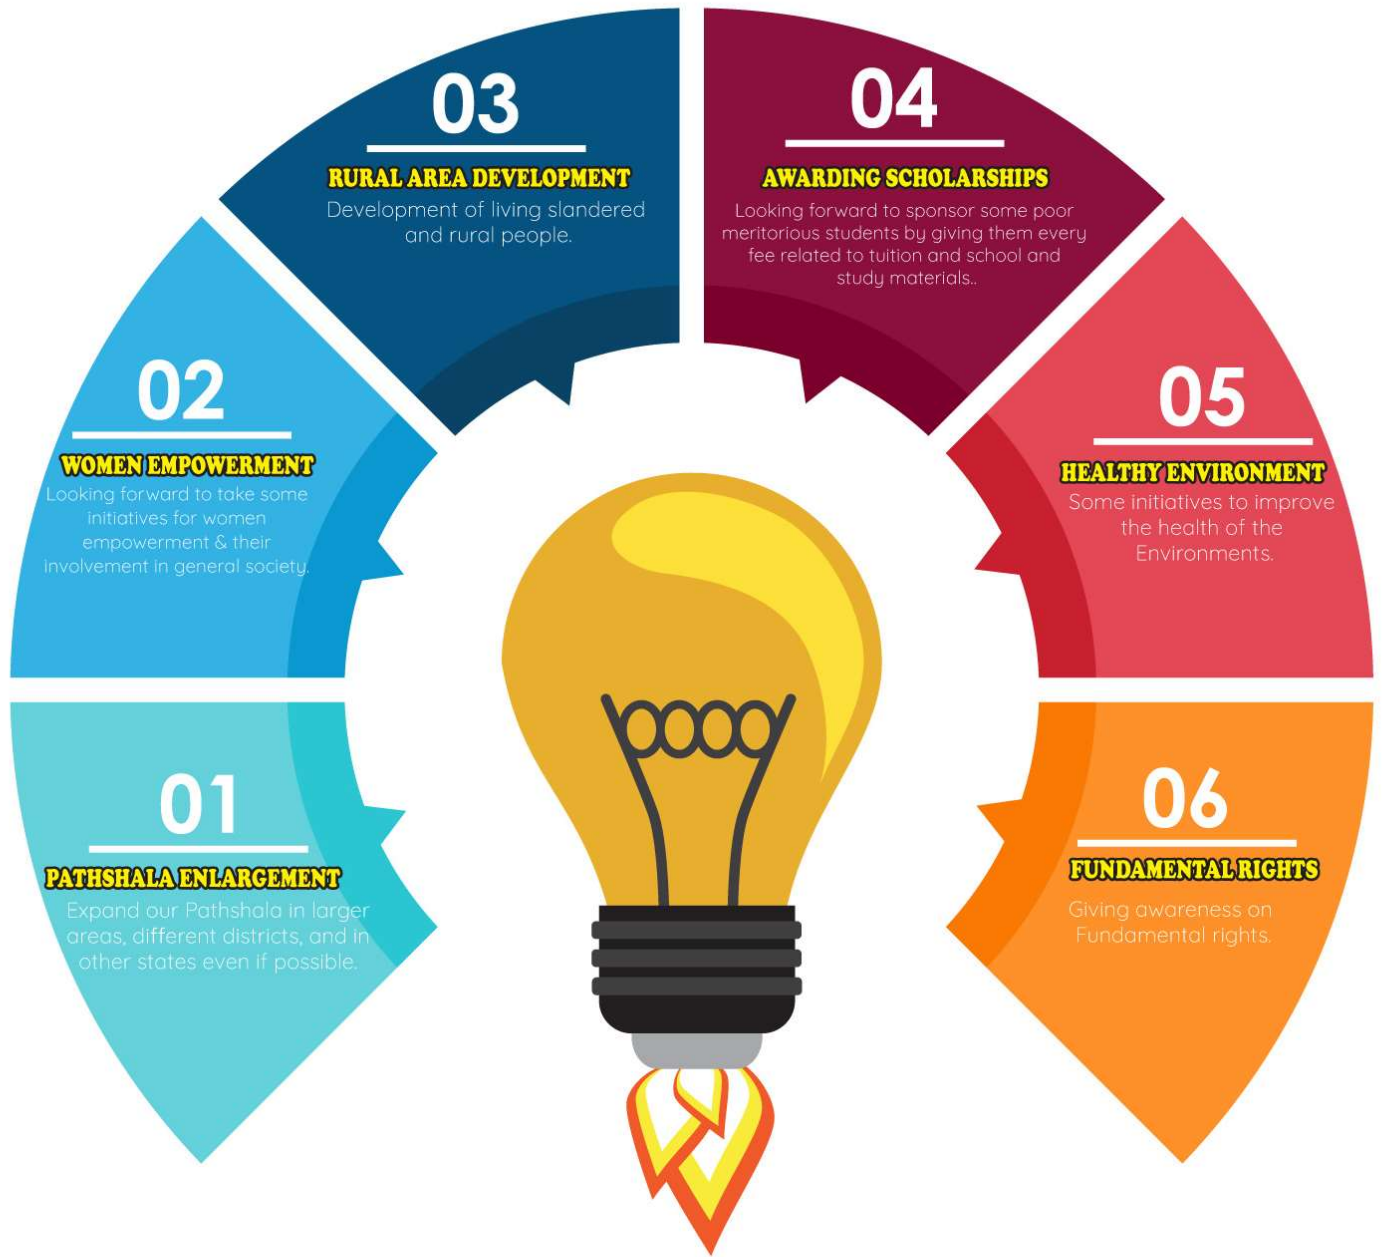 01
PATHSHALA ENLARGEMENT
Expand our Pathshala in larger
areas, different districts, and in
other states even if possible.
02
WOMEN EMPOWERMENT
Looking forward to take some
initiatives for women
empowerment & their
involvement in general society.
03
RURAL AREA DEVELOPMENT
Development of living slandered
and rural people.
04
AWARDING SCHOLARSHIPS
Looking forward to sponsor some poor
meritorious students by giving them every
fee related to tuition and school and
study materials..
05
HEALTHY ENVIRONMENT
Some initiatives to improve
the health of the
Environments.
06
FUNDAMENTAL RIGHTS
Giving awareness on
Fundamental rights.